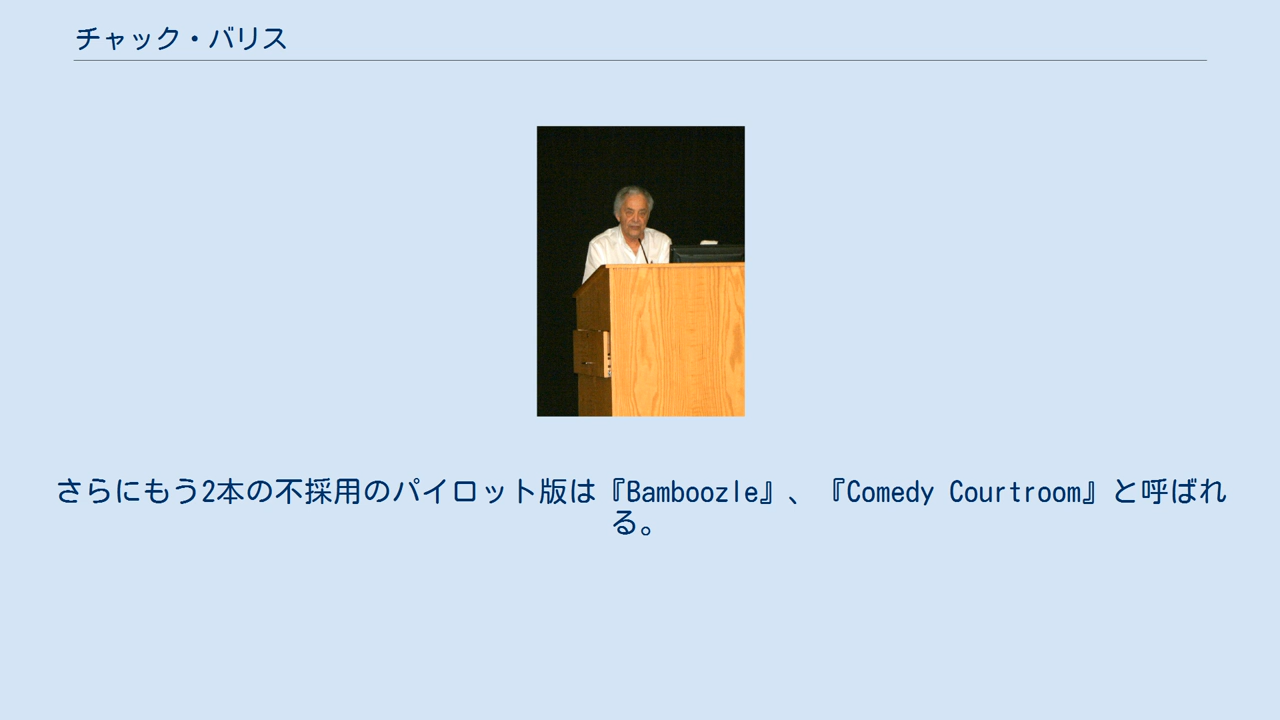 チャック・バリス
さらにもう2本の不採用のパイロット版は『Bamboozle』、『Comedy Courtroom』と呼ばれ
る。